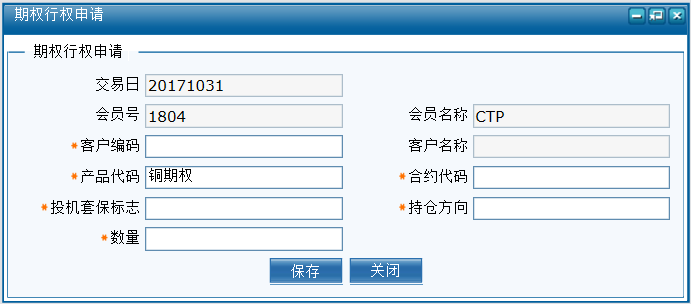 期权行权申请
期权行权申请
交易日 20171031
会员号 1804 会员名称 CTP
*客户编码 客户名称
*产品代码 铜期权 *合约代码
*投机套保标志 *持仓方向
*数量
保存 关闭